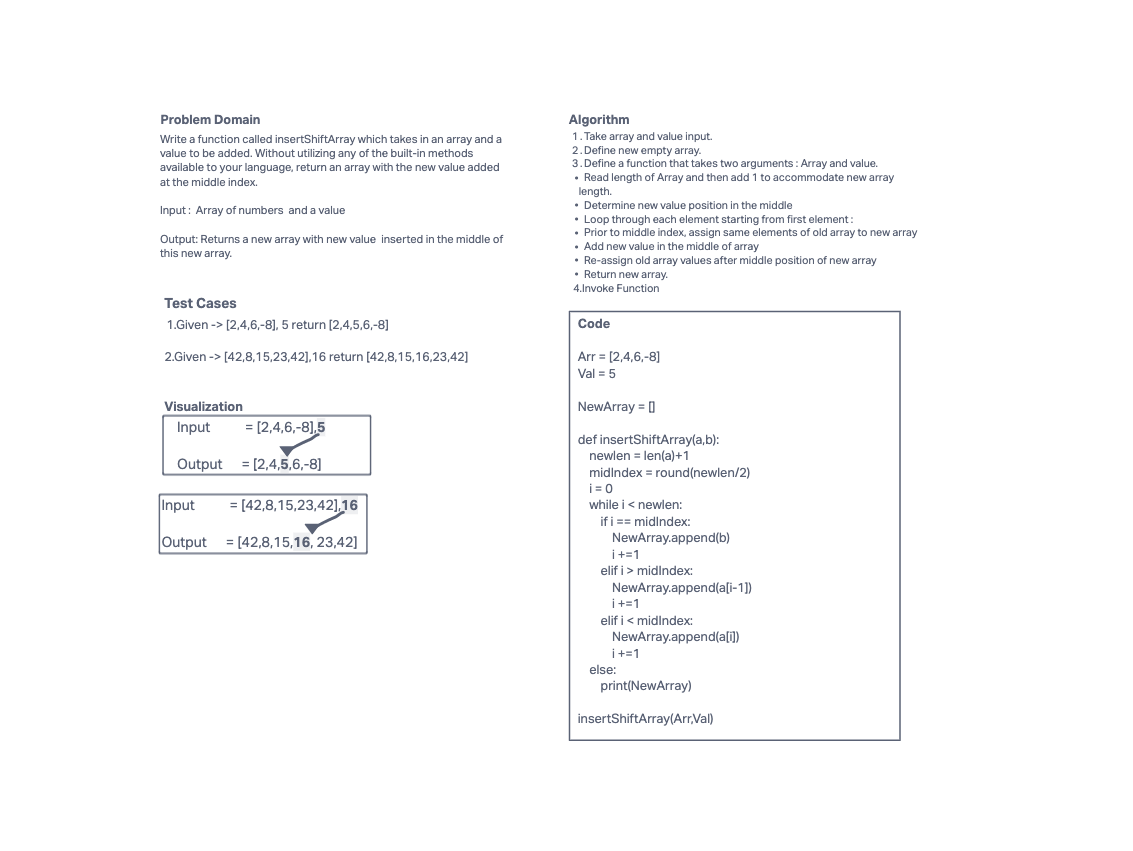 Problem Domain
Write a function called insertShiftArray which takes in an array and a
value to be added. Without utilizing any of the built-in methods
available to your language, return an array with the new value added
at the middle index.
Input : Array of numbers and a value
Output: Returns a new array with new value inserted in the middle of
this new array.
Test Cases
1.Given -> [2,4,6,-8], 5 return [2,4,5,6,-8]
2.Given -> [42,8,15,23,42],16 return [42,8,15,16,23,42]
Visualization
Input = [2,4,6,-8],5
Output = [2,4,5,6,-8]
Input = [42,8,15,23,42],16
Output = [42,8,15,16, 23,42]
Algorithm
1. Take array and value input.
2. Define new empty array.
3. Define a function that takes two arguments : Array and value.
• Read length of Array and then add 1 to accommodate new array
length.
• Determine new value position in the middle
• Loop through each element starting from first element :
• Prior to middle index, assign same elements of old array to new array
• Add new value in the middle of array
• Re-assign old array values after middle position of new array
• Return new array.
4.Invoke Function
Code
Arr = [2,4,6,-8]
Val = 5
NewArray = []
def insertShiftArray(a,b):
    newlen = len(a)+1
    midIndex = round(newlen/2)
    i = 0
    while i < newlen:
        if i == midIndex:
            NewArray.append(b)
            i +=1
        elif i > midIndex:
            NewArray.append(a[i-1])
            i +=1
        elif i < midIndex:
            NewArray.append(a[i])
            i +=1
    else:
        print(NewArray)
insertShiftArray(Arr,Val)